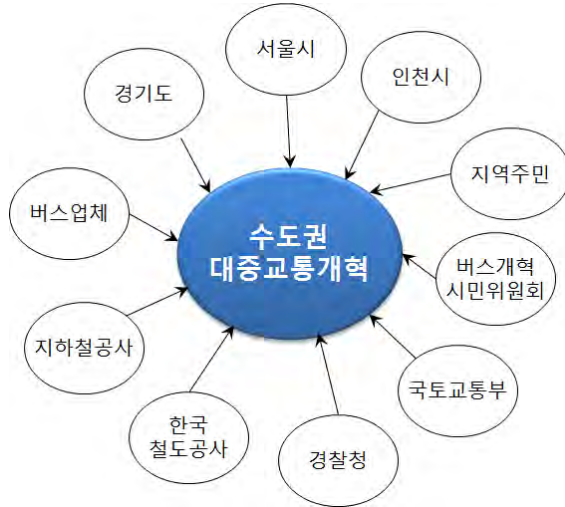 서울시
인천시
경기도
지역주민
버스업체
수도권
대중교통개혁
버스개혁
시민위원회
지하철공사
국토교통부
한국
철도공사
경찰청